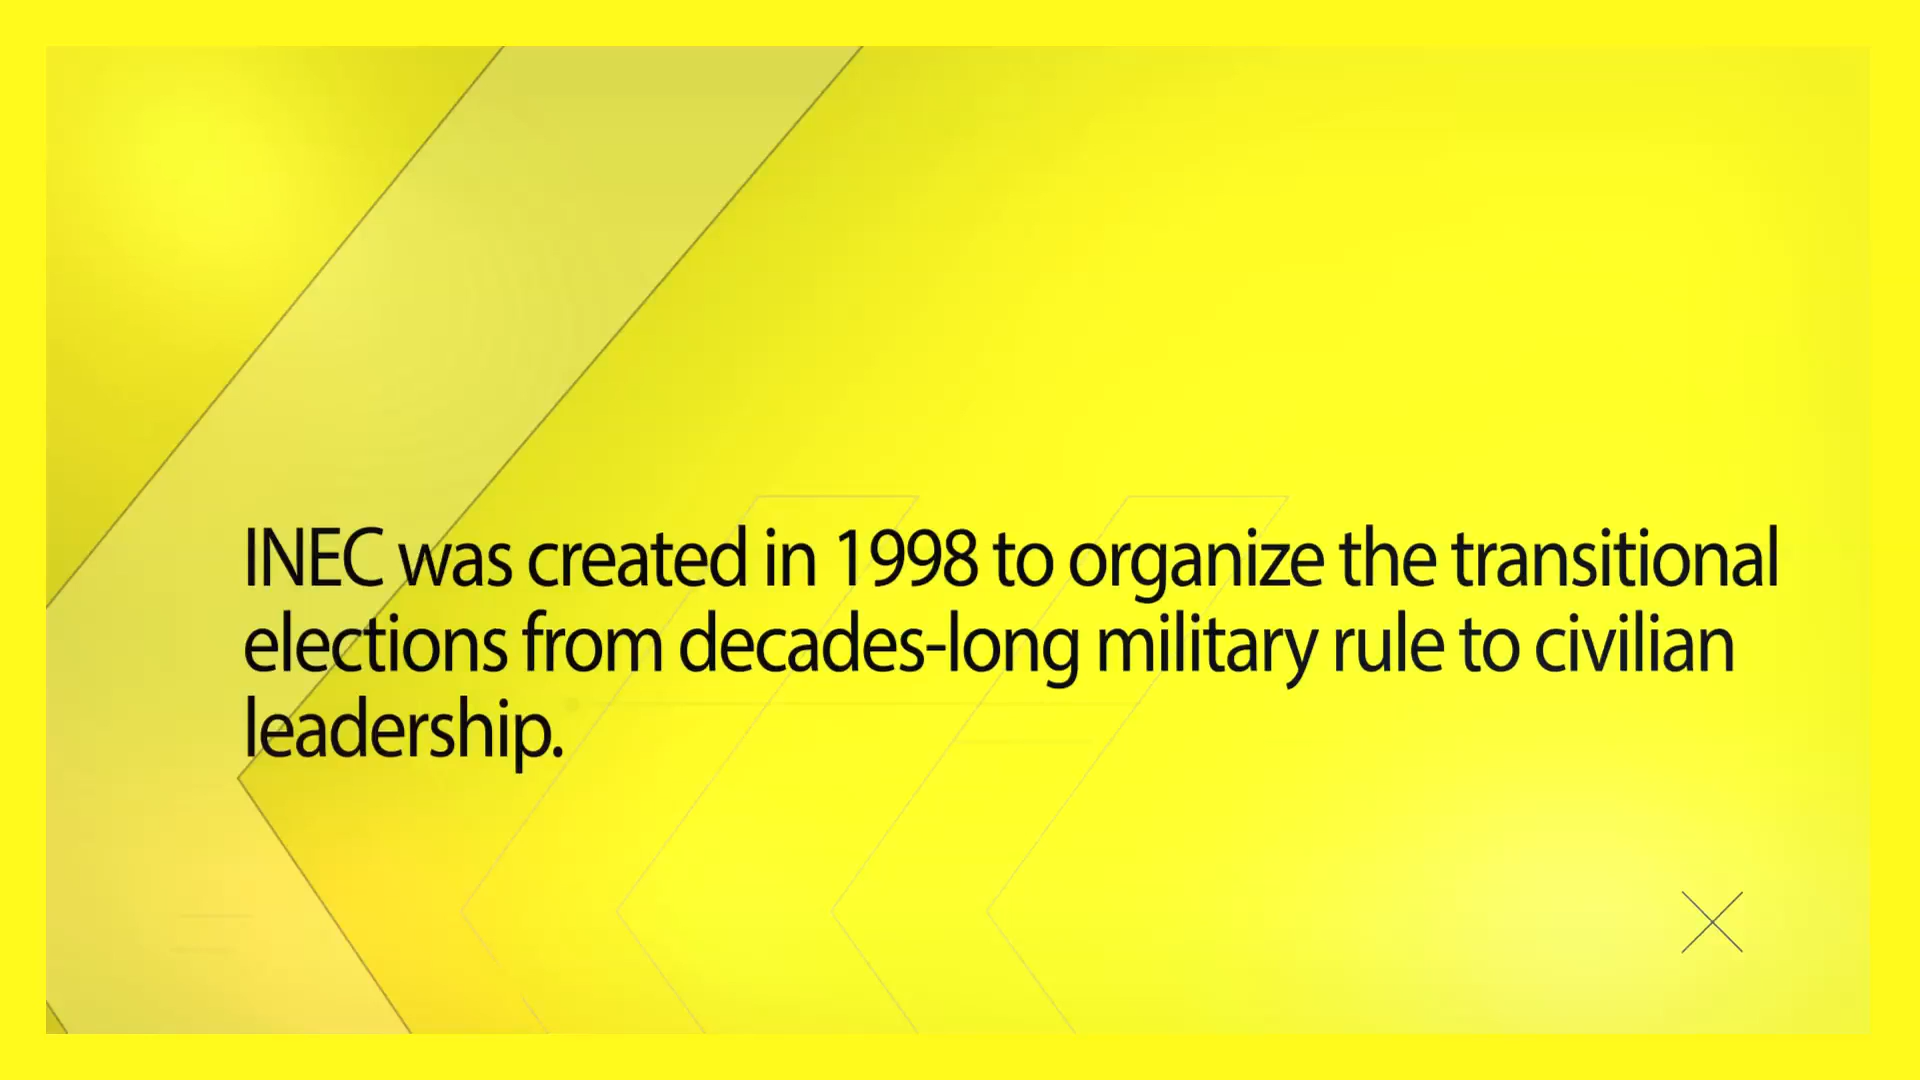 INEC was created in 1998 to organize the transitional
elections from decades-long military rule to civilian
leadership.